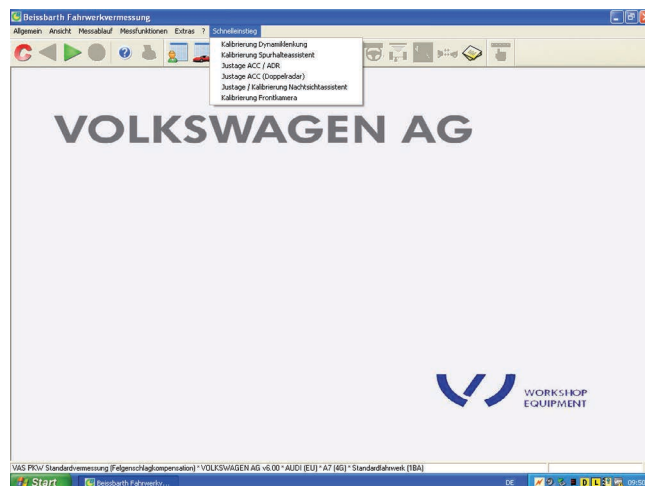 Beissbarth Fahrwerkvermessung
Allgemein Ansicht Messablauf Messfunktionen Extras ? Schnelleinstieg
Kalibrierung Dynamiklenkung
Kalibrierung Spurhalteassistent
Justage ACC / ADR
Justage ACC (Doppelradar)
Justage / Kalibrierung Nachtsichtassistent
Kalibrierung Frontkamera
VOLKSWAGEN AG
WORKSHOP
EQUIPMENT
VAS PKW Standardvermessung (Felgenschlagkompensation) * VOLKSWAGEN AG v6.00 * AUDI (EU) * A7 (4G) * Standardfahrwerk (1BA)
Start Beissbarth Fahrwerkv... DE 09:50